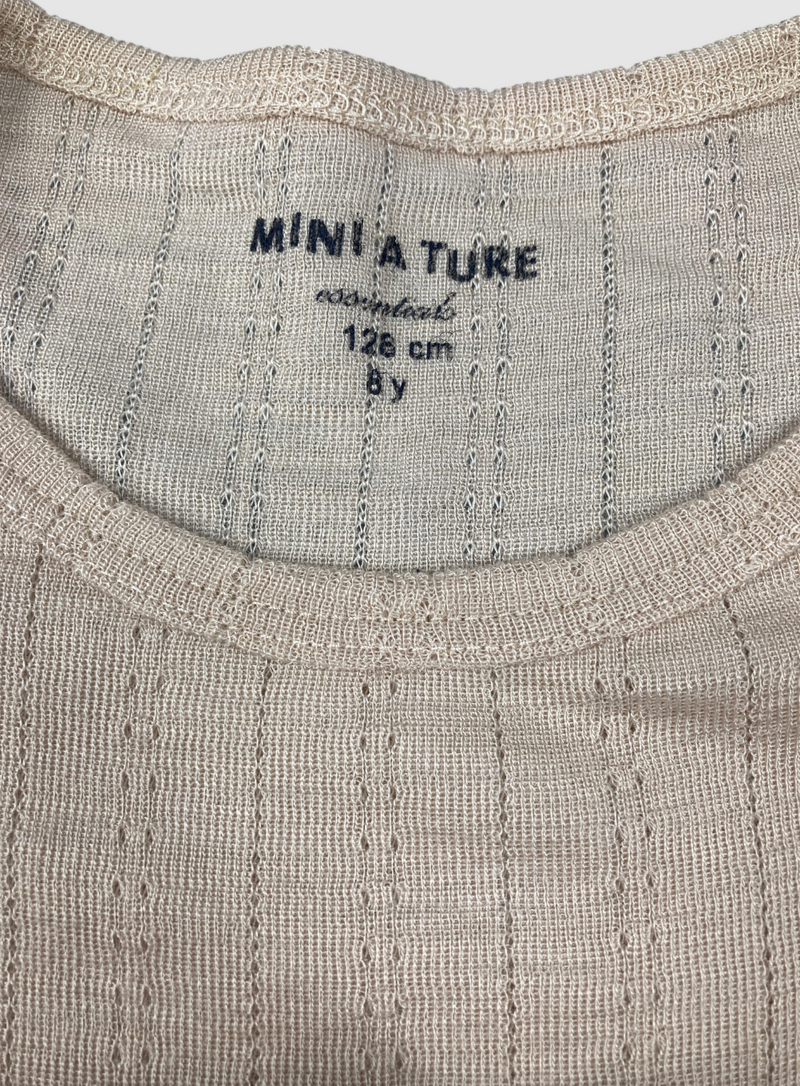 MINI A TURE
essentials
128 cm
8 y